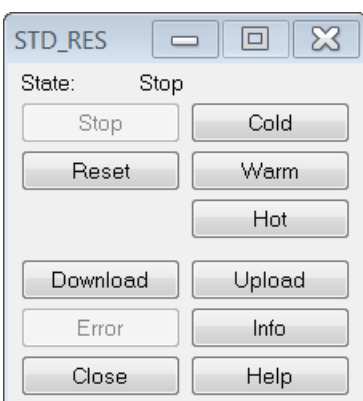 STD_RES
State: Stop
Stop Cold
Reset Warm
Hot
Download Upload
Error Info
Close Help